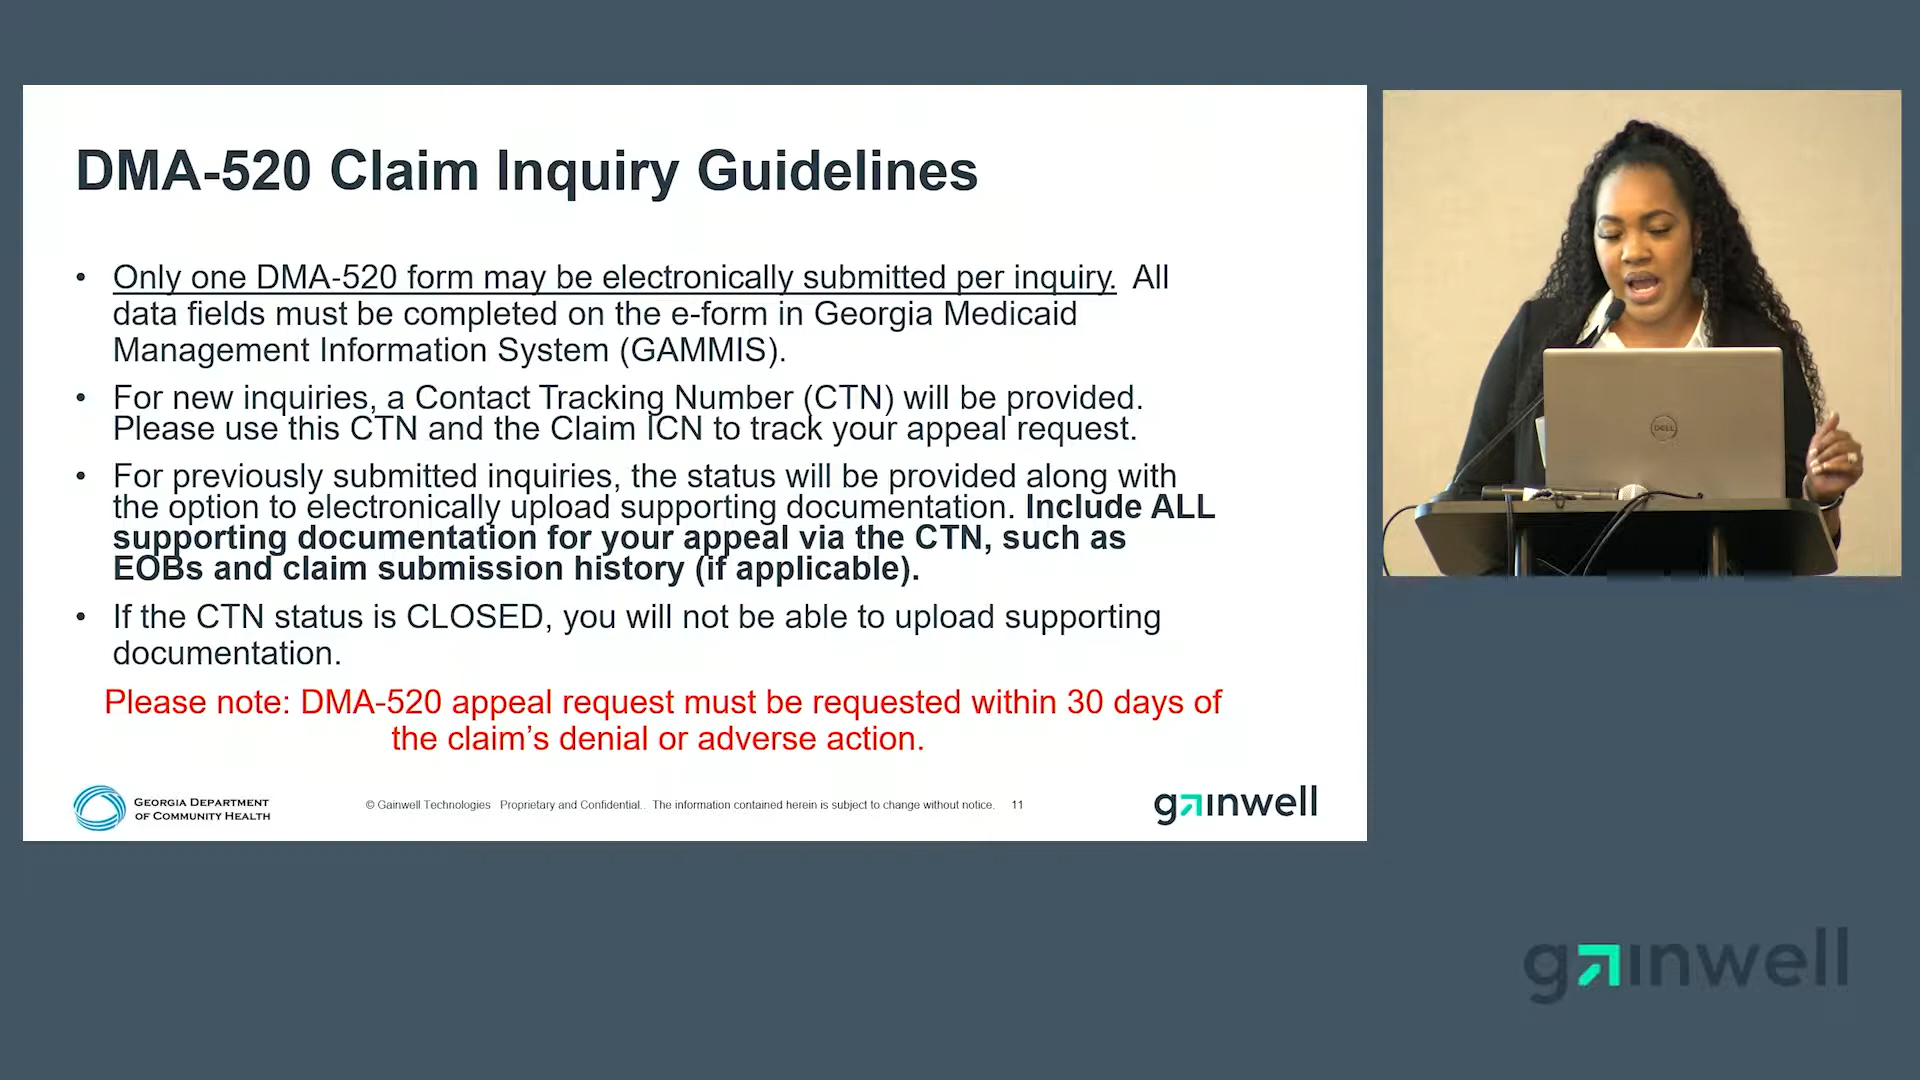 DMA-520 Claim Inquiry Guidelines
• Only one DMA-520 form may be electronically submitted per inquiry. All
data fields must be completed on the e-form in Georgia Medicaid
Management Information System (GAMMIS).
• For new inquiries, a Contact Tracking Number (CTN) will be provided.
Please use this CTN and the Claim ICN to track your appeal request.
• For previously submitted inquiries, the status will be provided along with
the option to electronically upload supporting documentation. Include ALL
supporting documentation for your appeal via the CTN, such as
EOBs and claim submission history (if applicable).
• If the CTN status is CLOSED, you will not be able to upload supporting
documentation.
Please note: DMA-520 appeal request must be requested within 30 days of
the claim’s denial or adverse action.
GEORGIA DEPARTMENT
OF COMMUNITY HEALTH
© Gainwell Technologies Proprietary and Confidential.. The information contained herein is subject to change without notice. 11
gainwell
DELL
gainwell